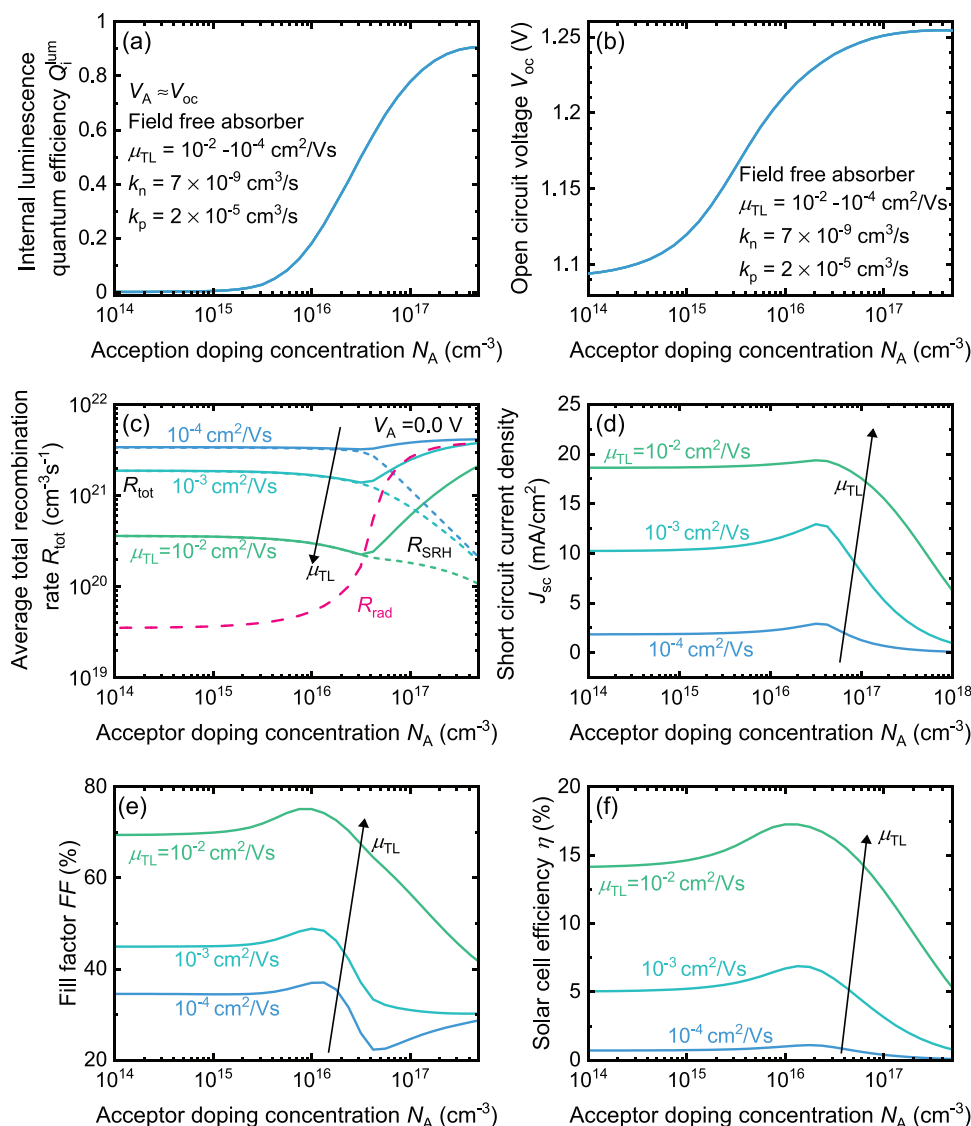 (a)
Internal luminescence
quantum efficiency Q_i^lum
1
0.8
0.6
0.4
0.2
0
V_A ≈V_oc
Field free absorber
μ_TL = 10^-2 -10^-4 cm^2/Vs
k_n = 7 × 10^-9 cm^3/s
k_p = 2 × 10^-5 cm^3/s
10^14 10^15 10^16 10^17
Acception doping concentration N_A (cm^-3)
(b)
Open circuit voltage V_oc (V)
1.25
1.2
1.15
1.1
Field free absorber
μ_TL = 10^-2 -10^-4 cm^2/Vs
k_n = 7 × 10^-9 cm^3/s
k_p = 2 × 10^-5 cm^3/s
10^14 10^15 10^16 10^17
Acceptor doping concentration N_A (cm^-3)
(c)
Average total recombination
rate R_tot (cm^-3s^-1)
10^22
10^21
10^20
10^19
10^-4 cm^2/Vs
V_A =0.0 V
R_tot
10^-3 cm^2/Vs
μ_TL=10^-2 cm^2/Vs
μ_TL
R_SRH
R_rad
10^14 10^15 10^16 10^17
Acceptor doping concentration N_A (cm^-3)
(d)
Short circuit current density
J_sc (mA/cm^2)
25
20
15
10
5
0
μ_TL=10^-2 cm^2/Vs
μ_TL
10^-3 cm^2/Vs
10^-4 cm^2/Vs
10^14 10^15 10^16 10^17 10^18
Acceptor doping concentration N_A (cm^-3)
(e)
Fill factor FF (%)
80
60
40
20
μ_TL=10^-2 cm^2/Vs
μ_TL
10^-3 cm^2/Vs
10^-4 cm^2/Vs
10^14 10^15 10^16 10^17
Acceptor doping concentration N_A (cm^-3)
(f)
Solar cell efficiency η (%)
20
15
10
5
0
μ_TL
μ_TL=10^-2 cm^2/Vs
10^-3 cm^2/Vs
10^-4 cm^2/Vs
10^14 10^15 10^16 10^17
Acceptor doping concentration N_A (cm^-3)